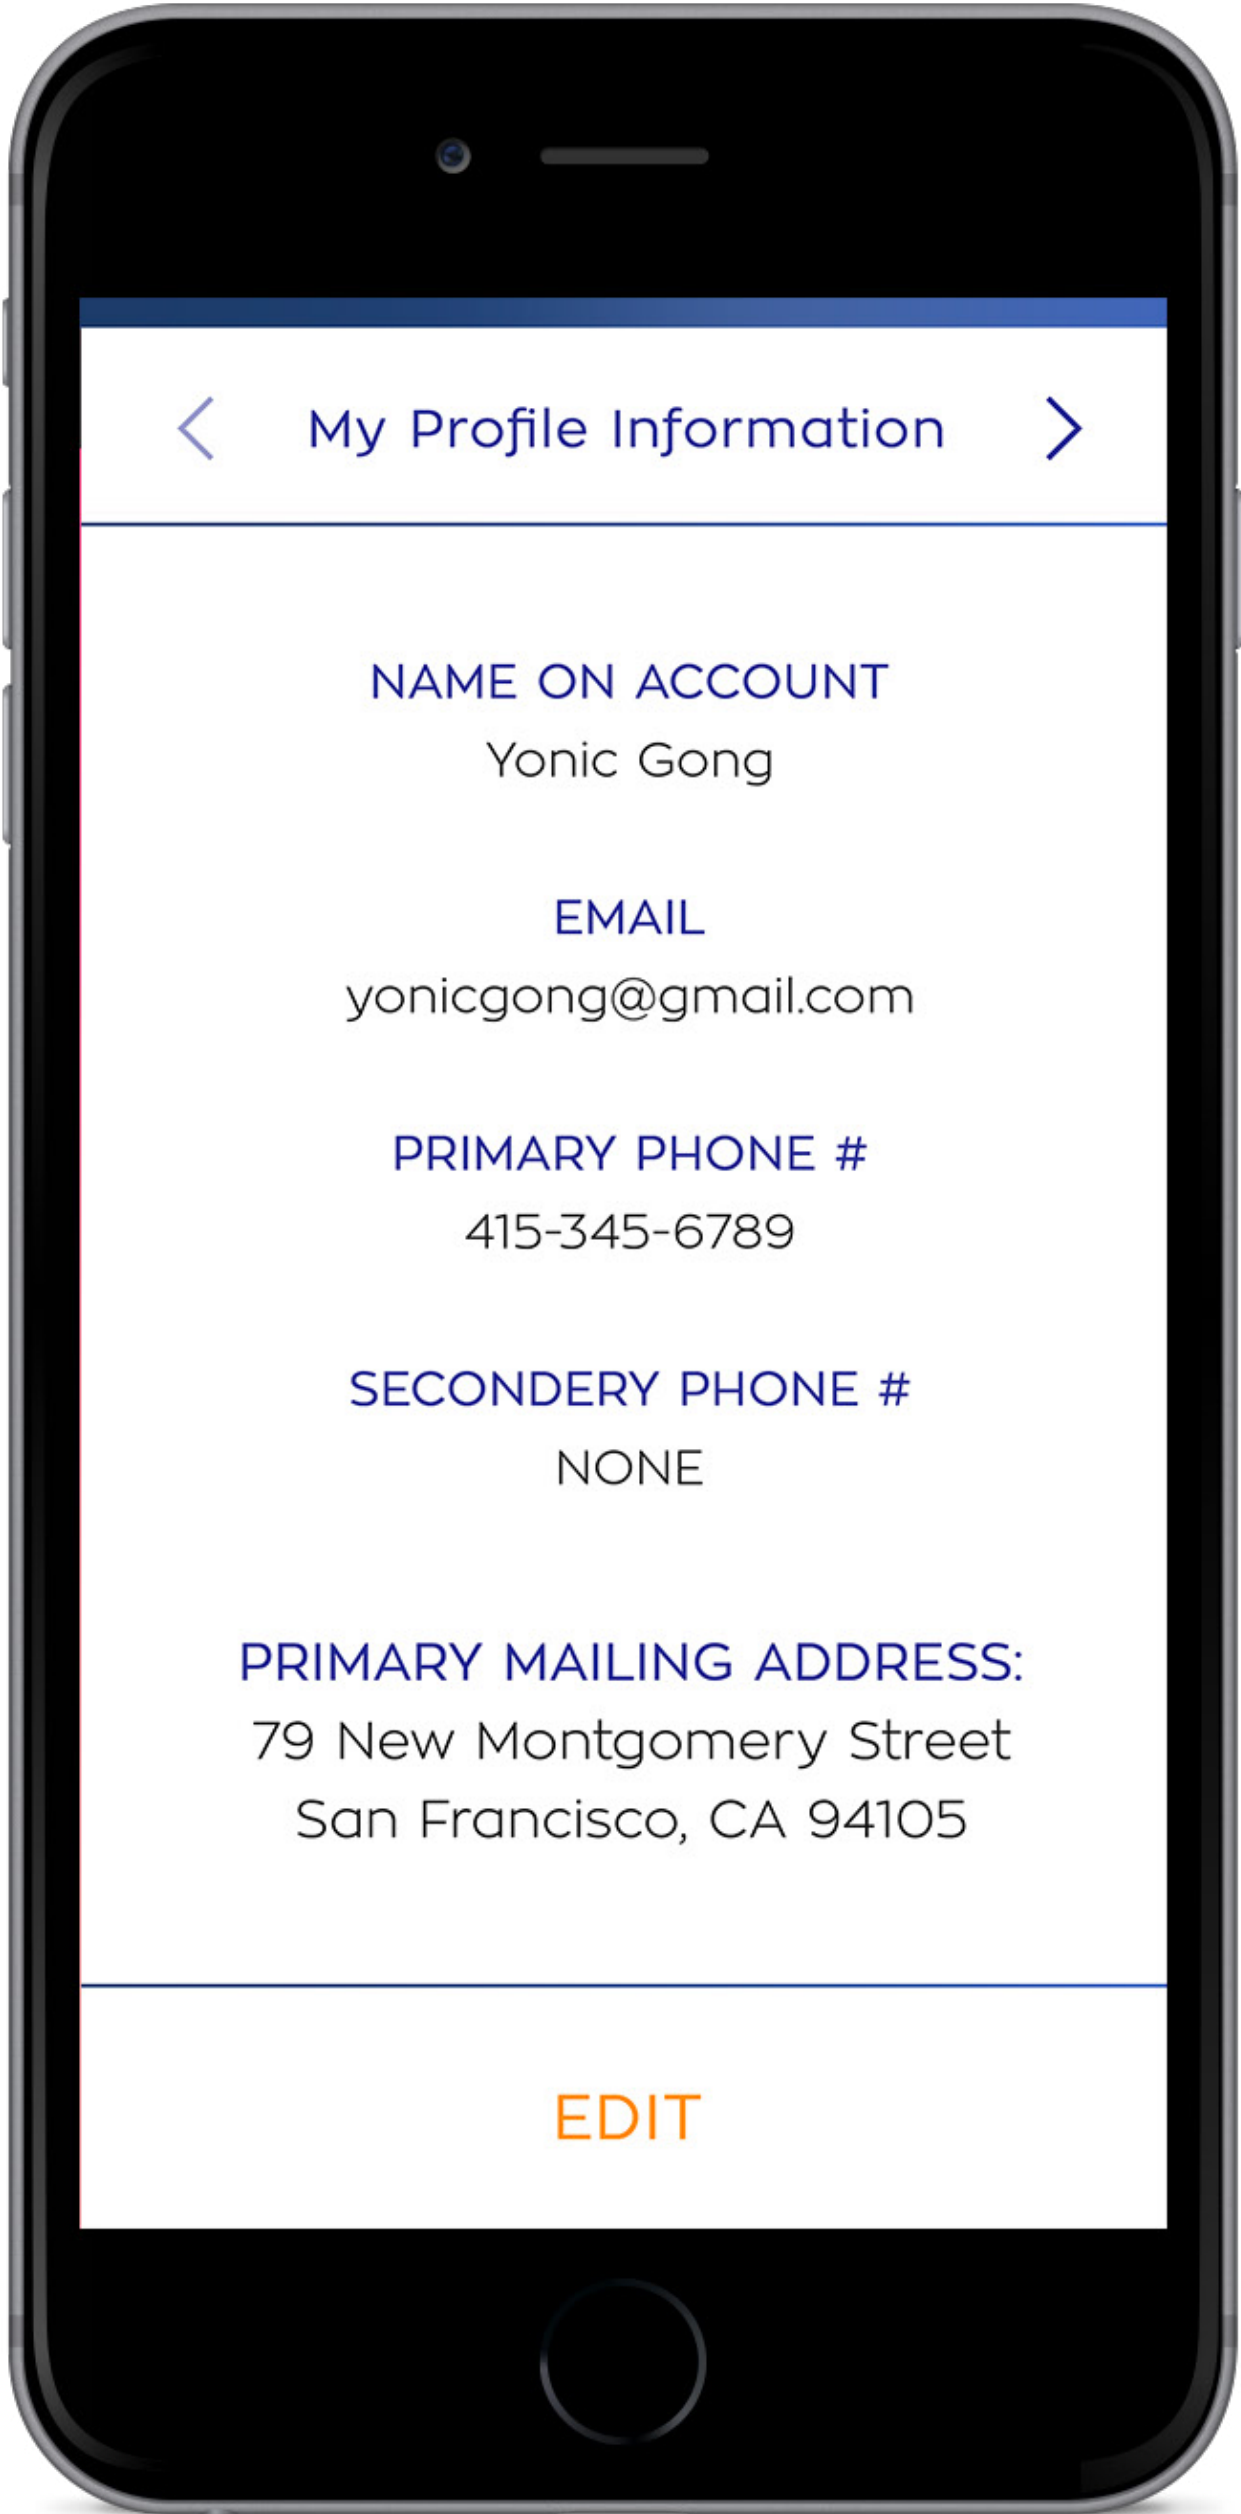 My Profile Information
NAME ON ACCOUNT
Yonic Gong
EMAIL
yonicgong@gmail.com
PRIMARY PHONE #
415-345-6789
SECONDERY PHONE #
NONE
PRIMARY MAILING ADDRESS:
79 New Montgomery Street
San Francisco, CA 94105
EDIT